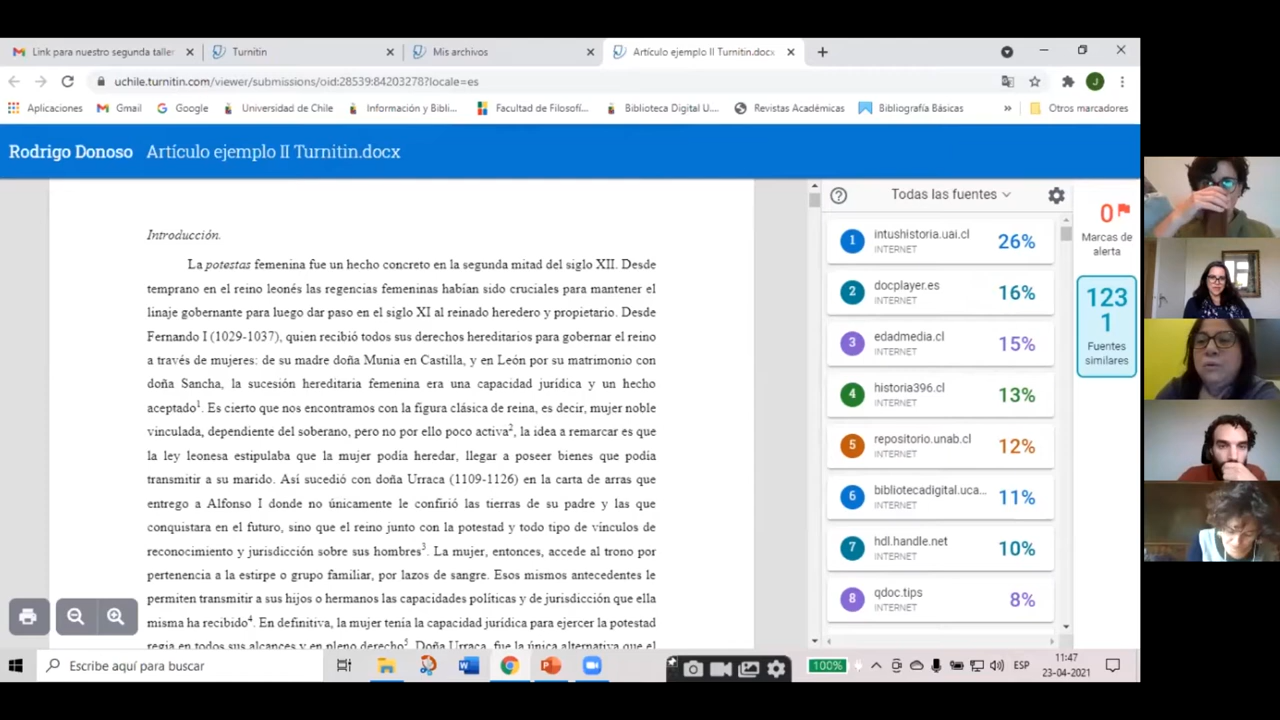 Link para nuestro segunda taller
Turnitin
Mis archivos
Artículo ejemplo II Turnitin.docx
uchile.turnitin.com/viewer/submissions/oid:28539:84203278?locale=es
J
Aplicaciones
Gmail
Google
Universidad de Chile
Información y Bibli...
Facultad de Filosofí...
Biblioteca Digital U....
Revistas Académicas
Bibliografía Básicas
»
Otros marcadores
Rodrigo Donoso Artículo ejemplo II Turnitin.docx
Introducción.
La potestas femenina fue un hecho concreto en la segunda mitad del siglo XII. Desde
temprano en el reino leonés las regencias femeninas habían sido cruciales para mantener el
linaje gobernante para luego dar paso en el siglo XI al reinado heredero y propietario. Desde
Fernando I (1029-1037), quien recibió todos sus derechos hereditarios para gobernar el reino
a través de mujeres: de su madre doña Munia en Castilla, y en León por su matrimonio con
doña Sancha, la sucesión hereditaria femenina era una capacidad jurídica y un hecho
aceptado1. Es cierto que nos encontramos con la figura clásica de reina, es decir, mujer noble
vinculada, dependiente del soberano, pero no por ello poco activa2, la idea a remarcar es que
la ley leonesa estipulaba que la mujer podía heredar, llegar a poseer bienes que podía
transmitir a su marido. Así sucedió con doña Urraca (1109-1126) en la carta de arras que
entrego a Alfonso I donde no únicamente le confirió las tierras de su padre y las que
conquistara en el futuro, sino que el reino junto con la potestad y todo tipo de vínculos de
reconocimiento y jurisdicción sobre sus hombres3. La mujer, entonces, accede al trono por
pertenencia a la estirpe o grupo familiar, por lazos de sangre. Esos mismos antecedentes le
permiten transmitir a sus hijos o hermanos las capacidades políticas y de jurisdicción que ella
misma ha recibido4. En definitiva, la mujer tenía la capacidad jurídica para ejercer la potestad
regia en todos sus alcances y en pleno derecho5. Doña Urraca, fue la única alternativa que el
Todas las fuentes
1 intushistoria.uai.cl 26%
INTERNET
2 docplayer.es 16%
INTERNET
3 edadmedia.cl 15%
INTERNET
4 historia396.cl 13%
INTERNET
5 repositorio.unab.cl 12%
INTERNET
6 bibliotecadigital.uca... 11%
INTERNET
7 hdl.handle.net 10%
INTERNET
8 qdoc.tips 8%
INTERNET
0
Marcas de
alerta
123
1
Fuentes
similares
Escribe aquí para buscar
100%
ESP
11:47
23-04-2021